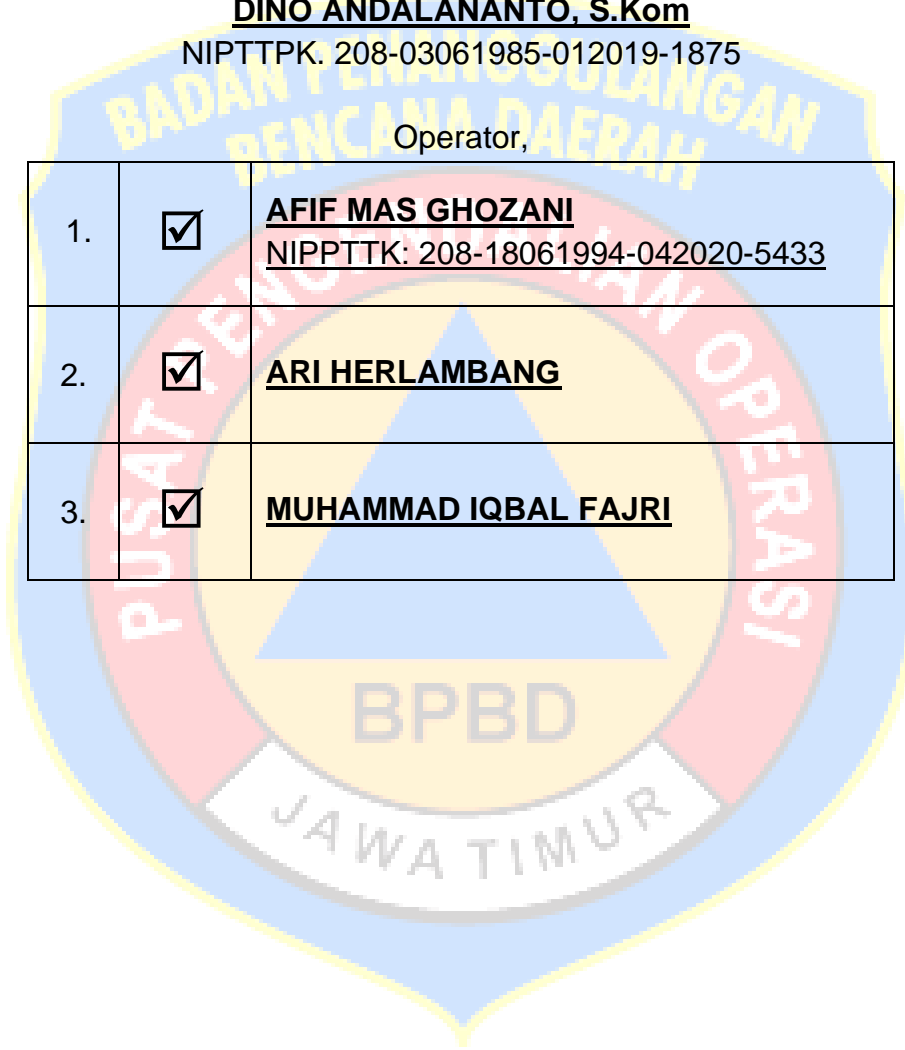 DINO ANDALANANTO, S.Kom
NIPTTPK. 208-03061985-012019-1875
BADAN PENANGGULANGAN
BENCANA DAERAH
Operator,
1. ☑ AFIF MAS GHOZANI
NIPPTTK: 208-18061994-042020-5433
2. ☑ ARI HERLAMBANG
3. ☑ MUHAMMAD IQBAL FAJRI
PUSAT PENGENDALIAN OPERASI
BPBD
JAWA TIMUR